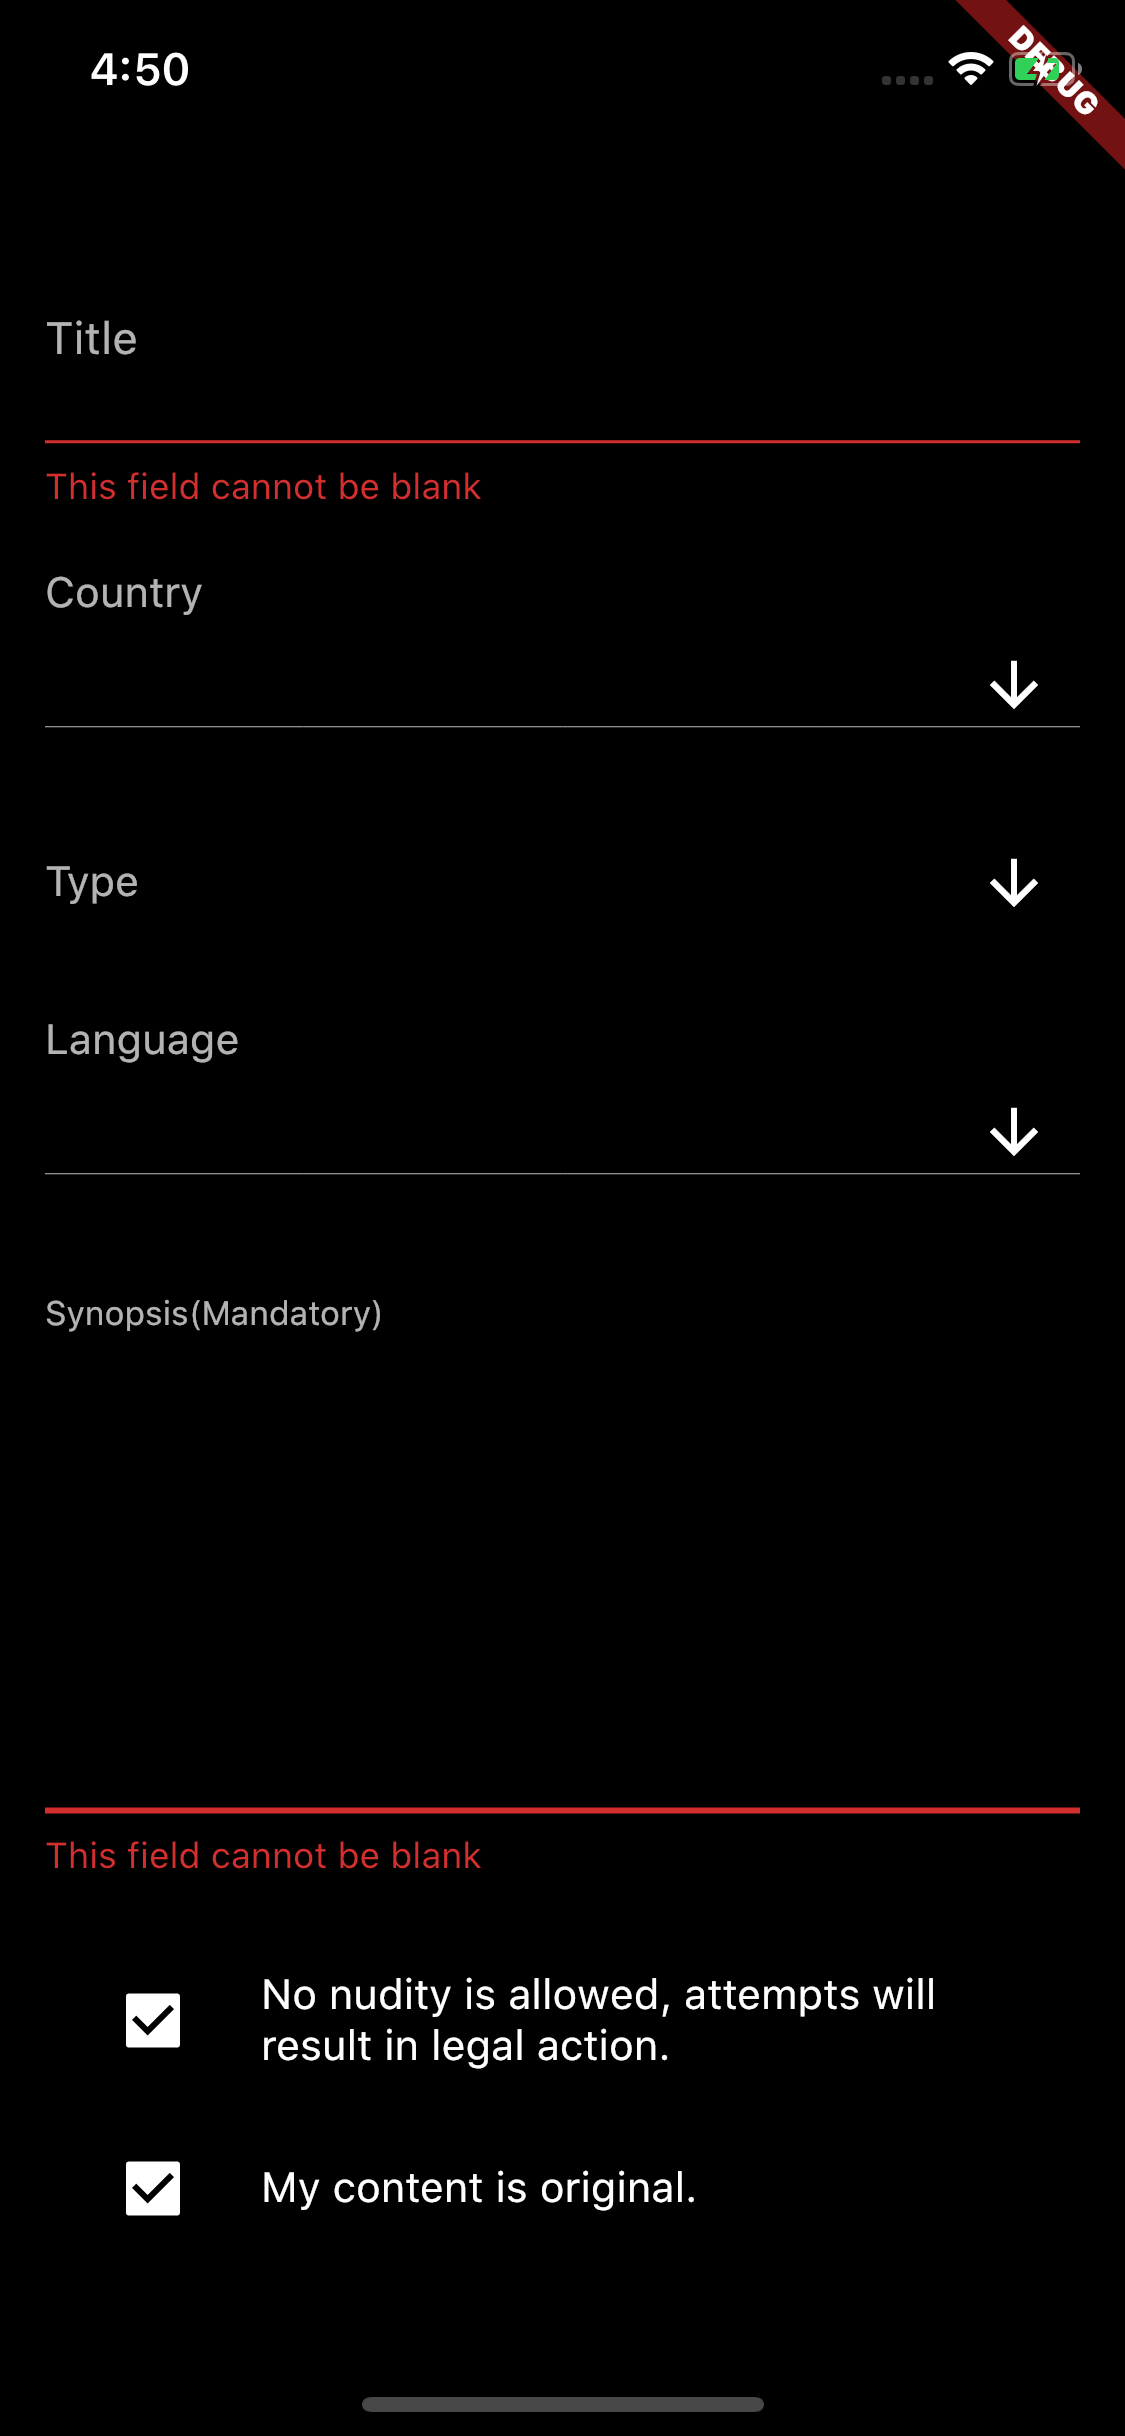 4:50
DEBUG
Title
This field cannot be blank
Country
Type
Language
Synopsis(Mandatory)
This field cannot be blank
No nudity is allowed, attempts will
result in legal action.
My content is original.